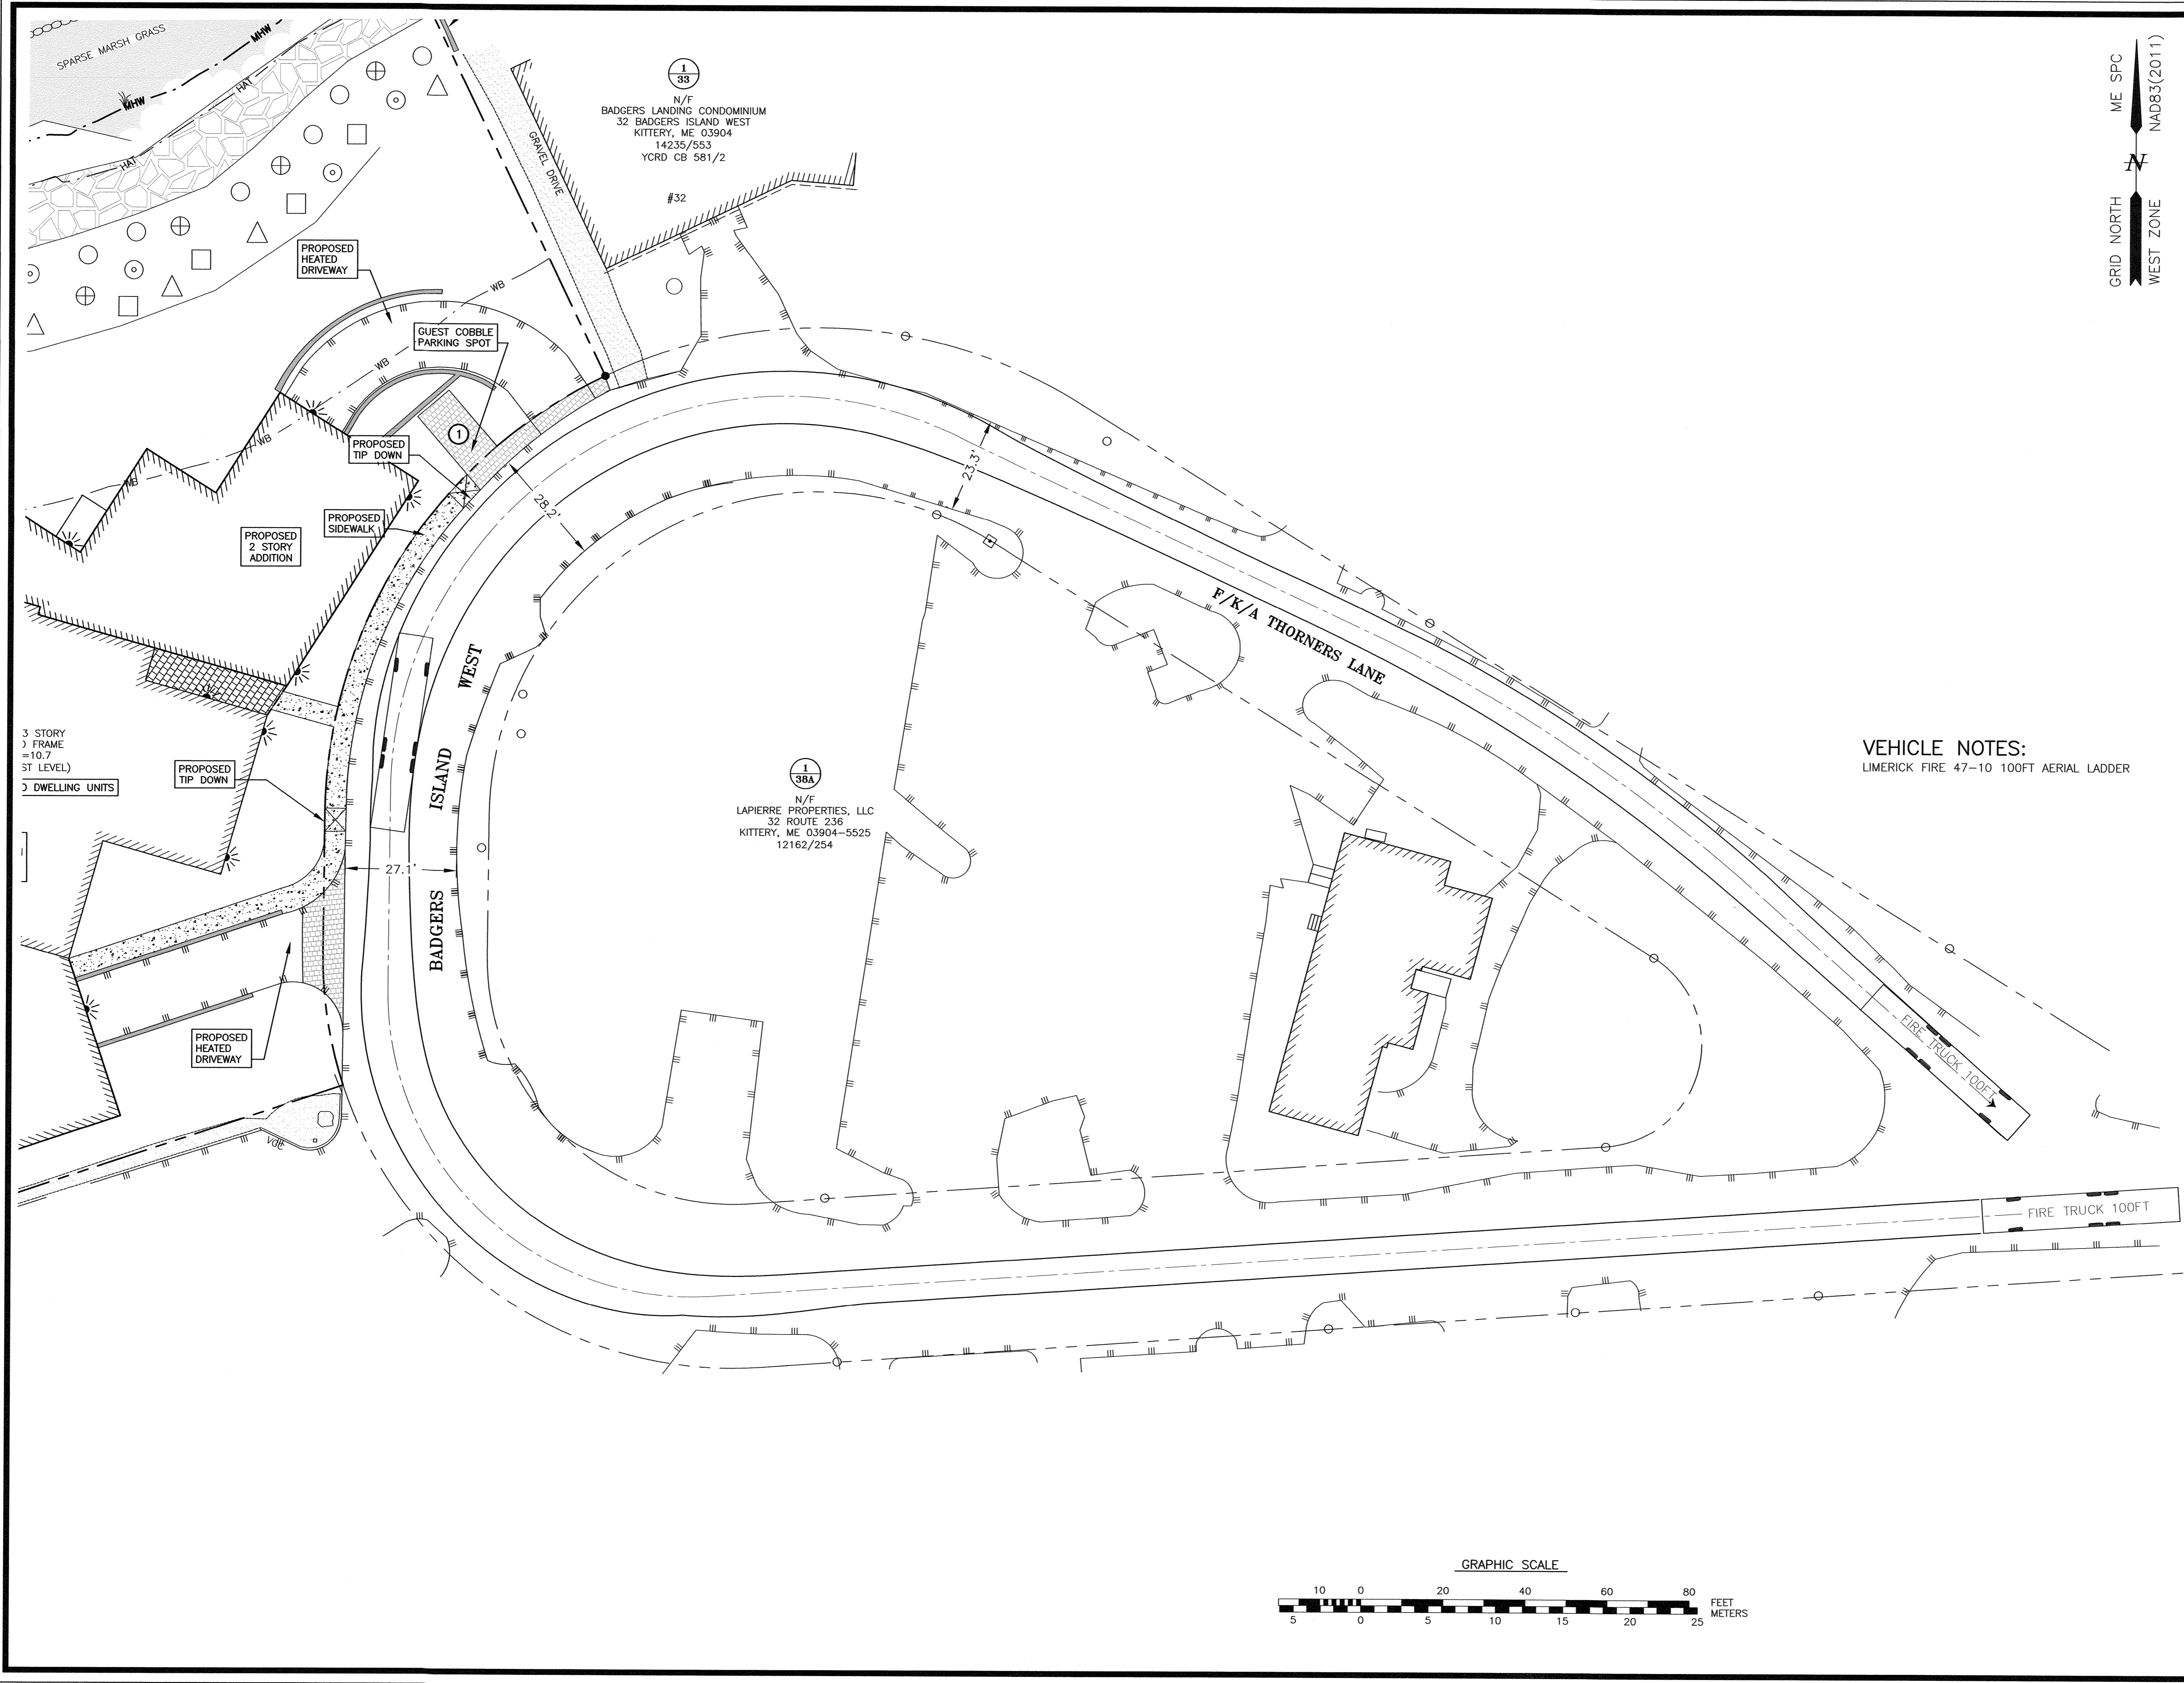 SPARSE MARSH GRASS
MHW
MHW
HAT
HAT
GRAVEL DRIVE
1
33
N/F
BADGERS LANDING CONDOMINIUM
32 BADGERS ISLAND WEST
KITTERY, ME 03904
14235/553
YCRD CB 581/2
#32
GRID NORTH
ME SPC
N
WEST ZONE
NAD83(2011)
PROPOSED
HEATED
DRIVEWAY
WB
GUEST COBBLE
PARKING SPOT
WB
WB
WB
1
PROPOSED
TIP DOWN
28.2'
23.3'
PROPOSED
SIDEWALK
PROPOSED
2 STORY
ADDITION
F/K/A THORNERS LANE
BADGERS ISLAND WEST
3 STORY
FRAME
=10.7
ST LEVEL)
DWELLING UNITS
PROPOSED
TIP DOWN
27.1'
1
38A
N/F
LAPIERRE PROPERTIES, LLC
32 ROUTE 236
KITTERY, ME 03904-5525
12162/254
VEHICLE NOTES:
LIMERICK FIRE 47-10 100FT AERIAL LADDER
PROPOSED
HEATED
DRIVEWAY
VGC
FIRE TRUCK 100FT
FIRE TRUCK 100FT
GRAPHIC SCALE
10 0 20 40 60 80
FEET
METERS
5 0 5 10 15 20 25